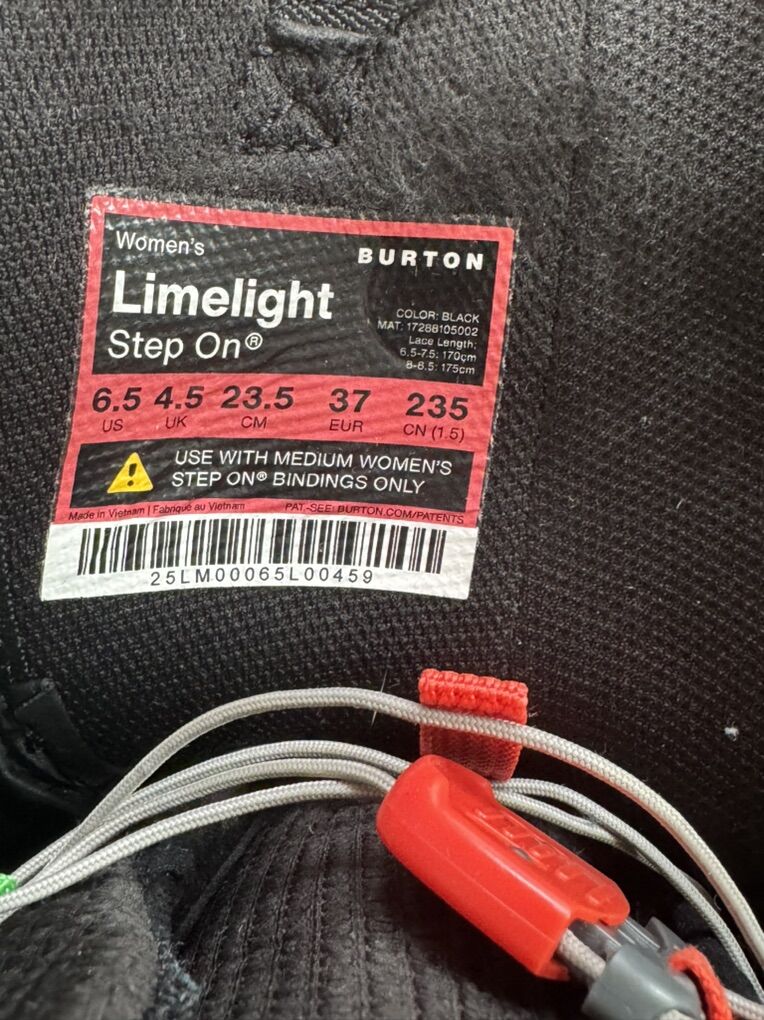 Women's
BURTON
Limelight
Step On®
COLOR: BLACK
MAT: 17288105002
Lace Length:
6.5-7.5: 170cm
8-8.5: 175cm
6.5 4.5 23.5 37 235
US UK CM EUR CN (1.5)
USE WITH MEDIUM WOMEN'S
STEP ON® BINDINGS ONLY
Made in Vietnam | Fabriqué au Vietnam PAT.-SEE: BURTON.COM/PATENTS
25LM00065L00459